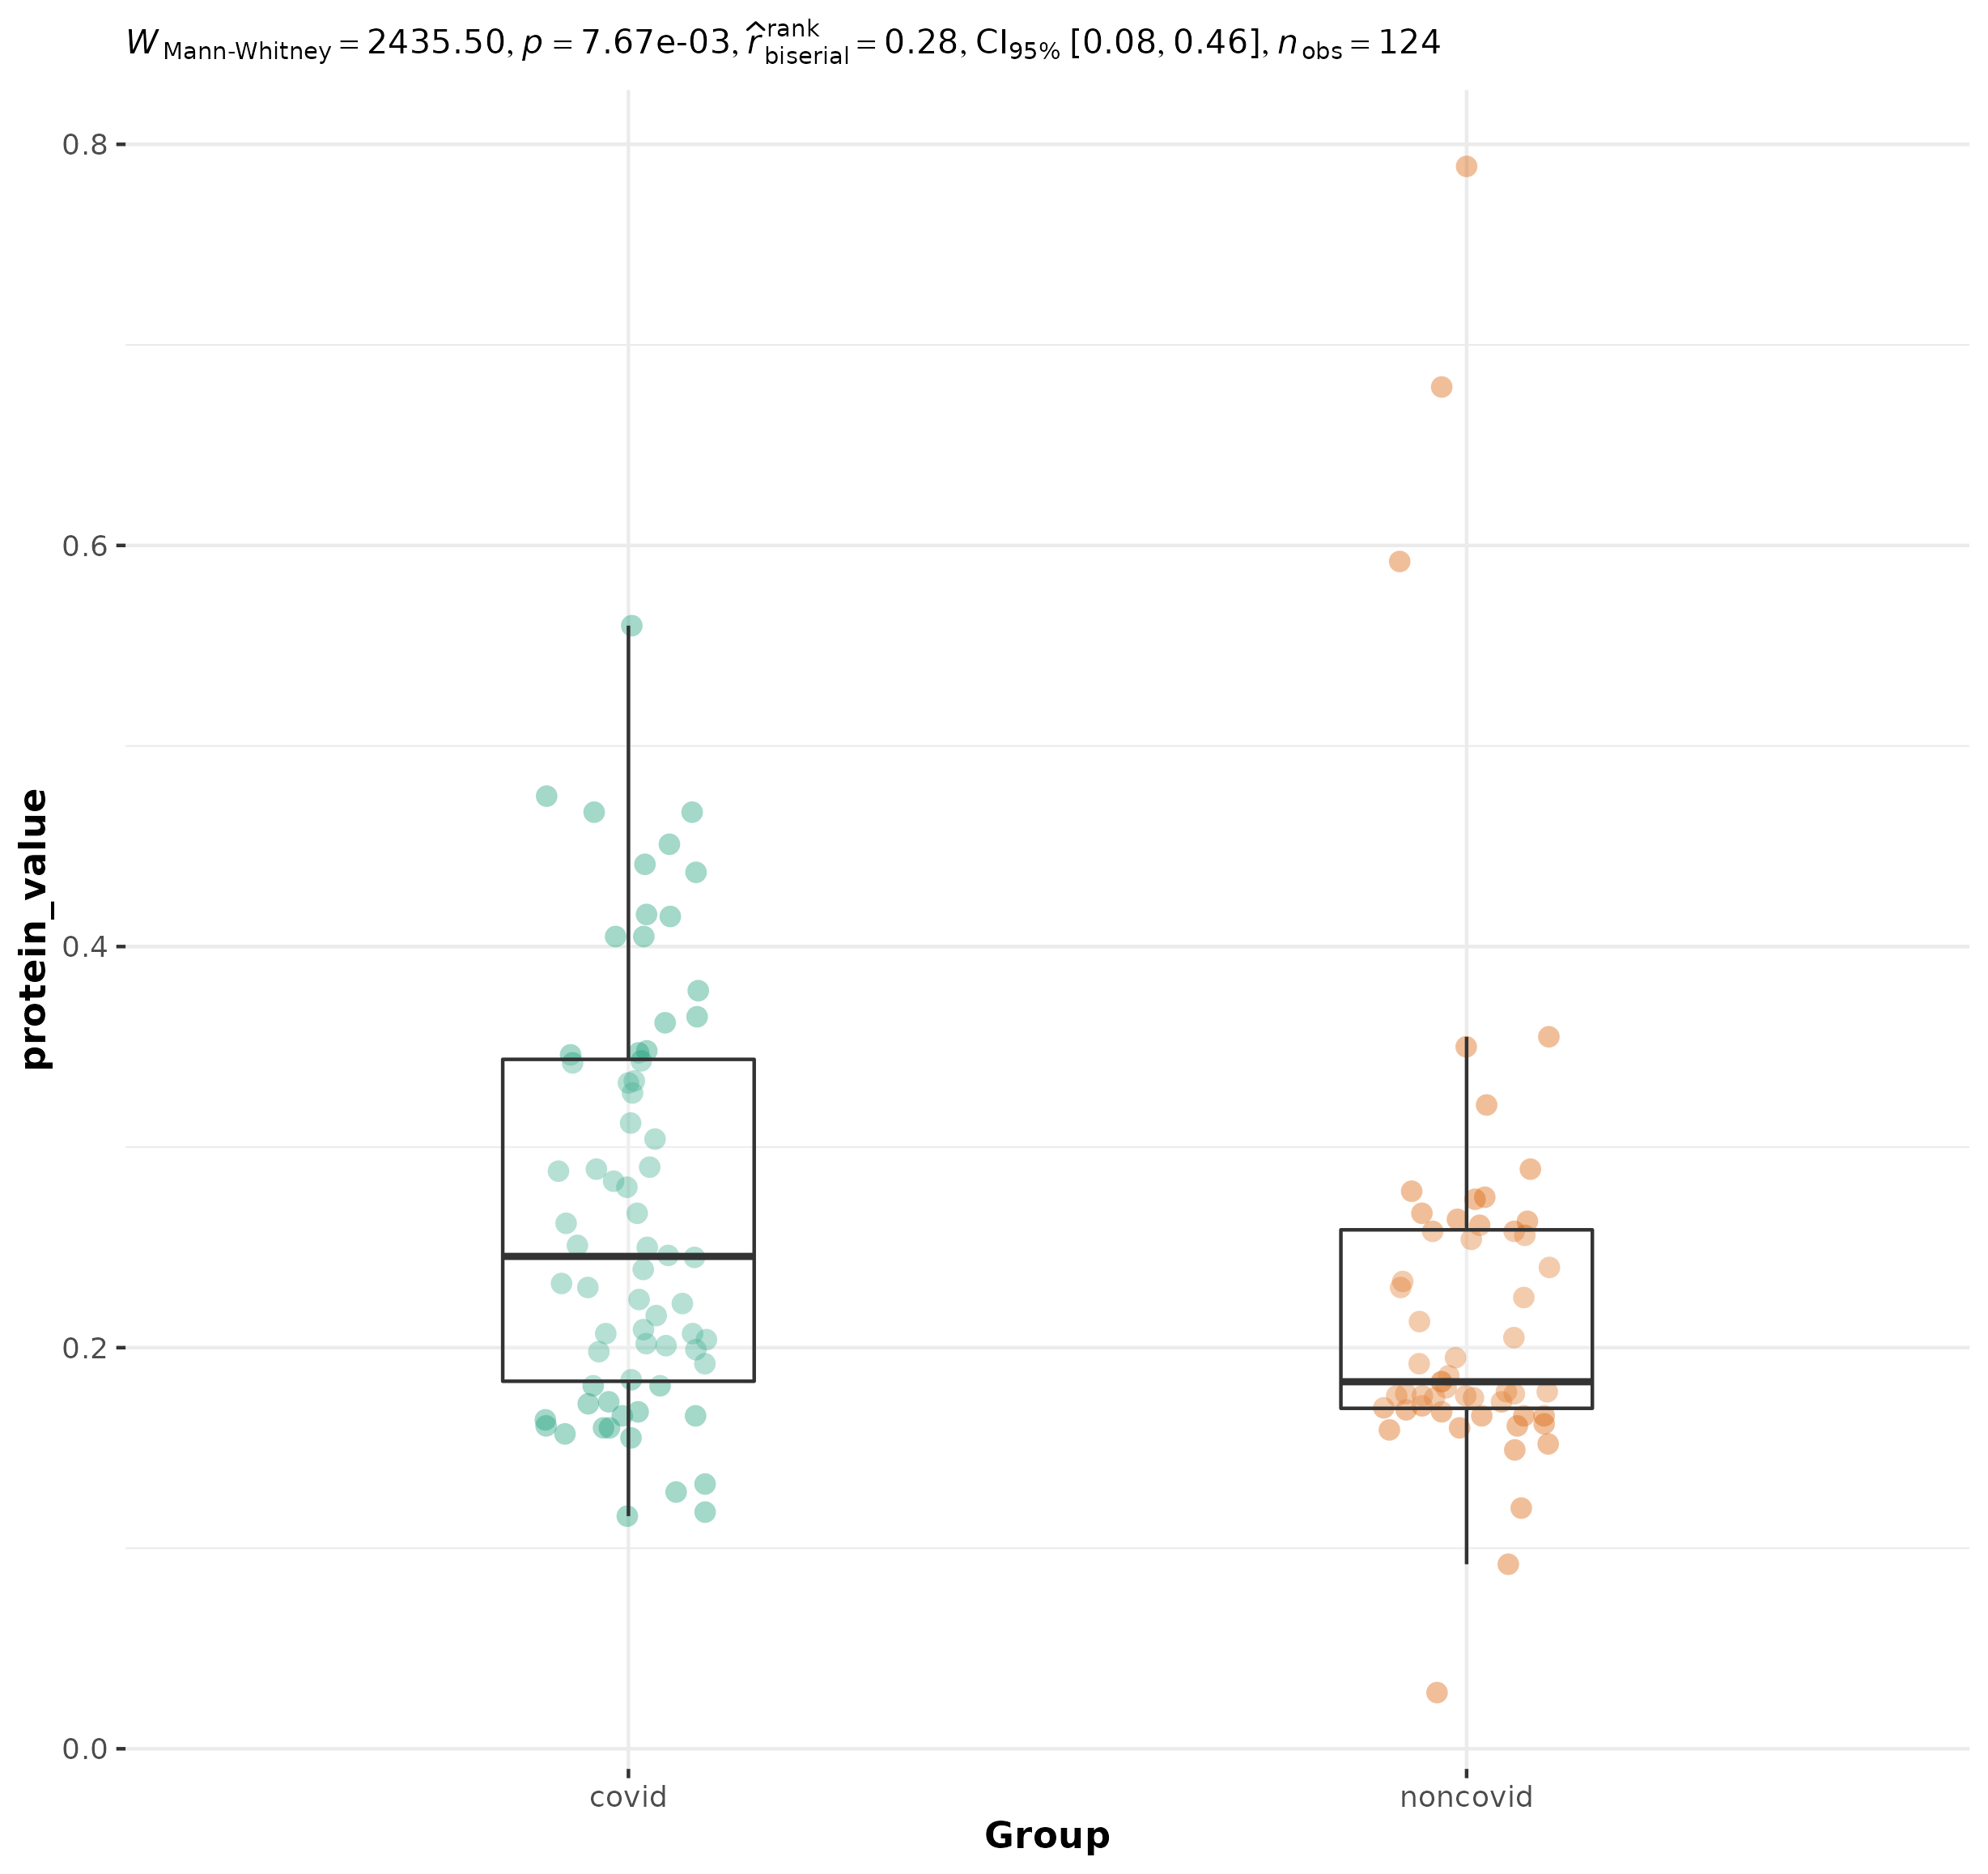 W Mann-Whitney = 2435.50, p = 7.67e-03, r̂ rank biserial = 0.28, CI95% [0.08, 0.46], nobs = 124
0.8
0.6
0.4
0.2
0.0
protein_value
covid noncovid
Group